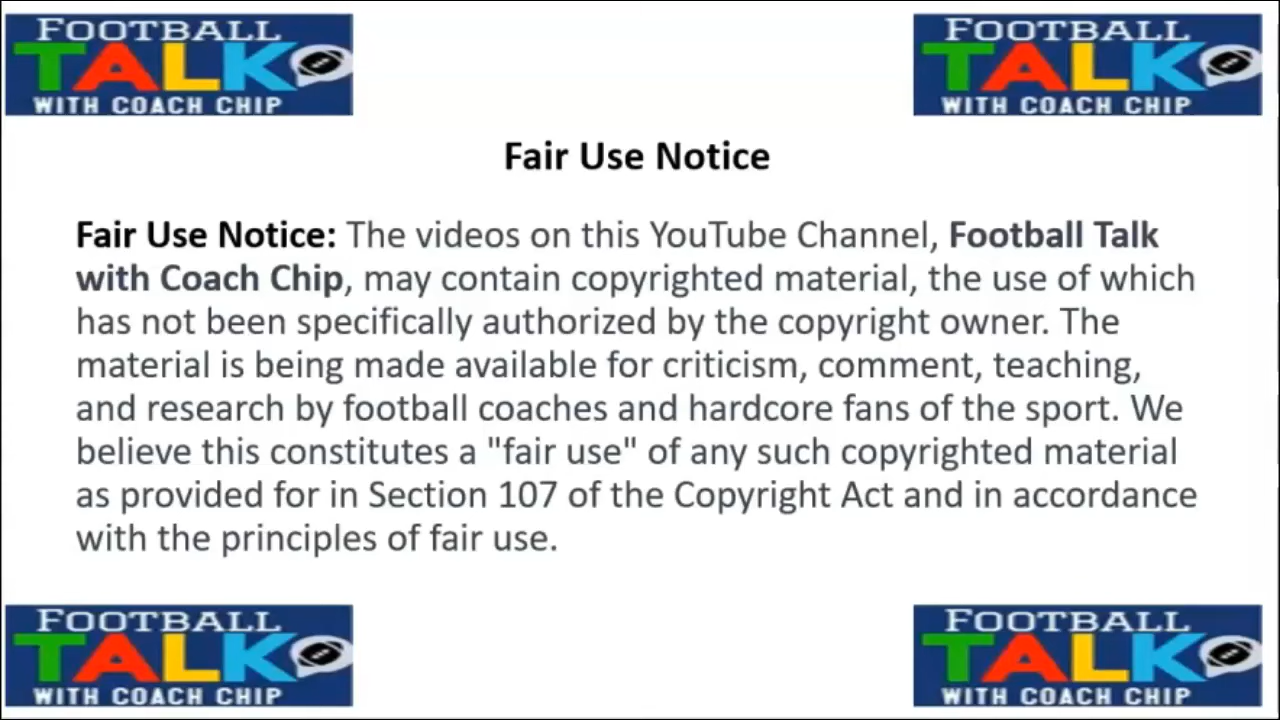 FOOTBALL
TALK
WITH COACH CHIP
FOOTBALL
TALK
WITH COACH CHIP
Fair Use Notice
Fair Use Notice: The videos on this YouTube Channel, Football Talk
with Coach Chip, may contain copyrighted material, the use of which
has not been specifically authorized by the copyright owner. The
material is being made available for criticism, comment, teaching,
and research by football coaches and hardcore fans of the sport. We
believe this constitutes a "fair use" of any such copyrighted material
as provided for in Section 107 of the Copyright Act and in accordance
with the principles of fair use.
FOOTBALL
TALK
WITH COACH CHIP
FOOTBALL
TALK
WITH COACH CHIP